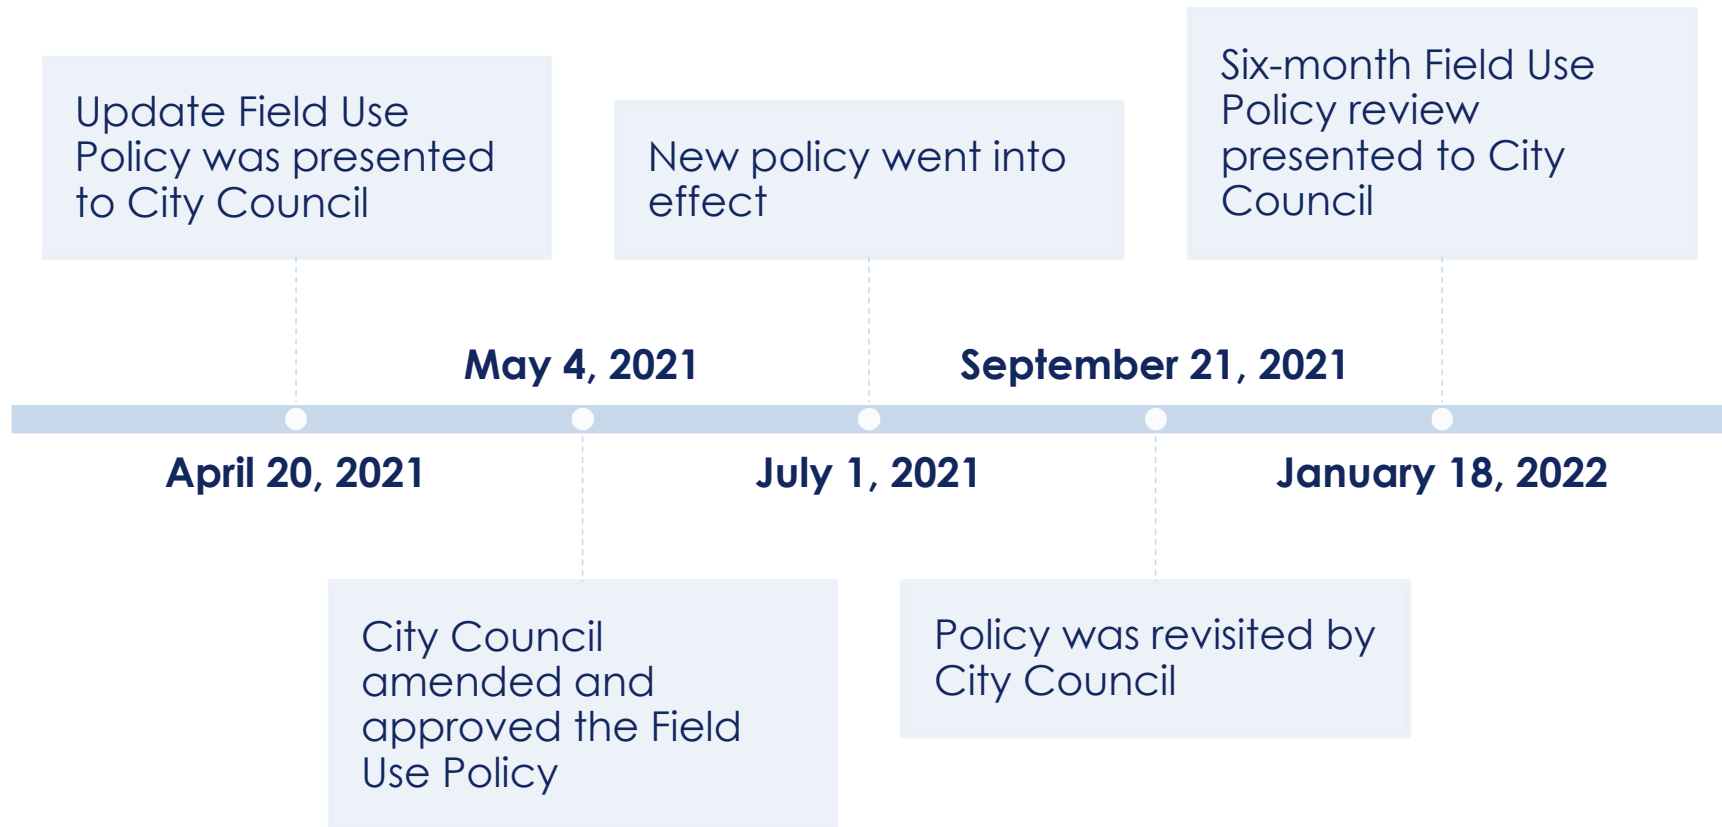 Update Field Use
Policy was presented
to City Council
New policy went into
effect
Six-month Field Use
Policy review
presented to City
Council
May 4, 2021
September 21, 2021
April 20, 2021
July 1, 2021
January 18, 2022
City Council
amended and
approved the Field
Use Policy
Policy was revisited by
City Council